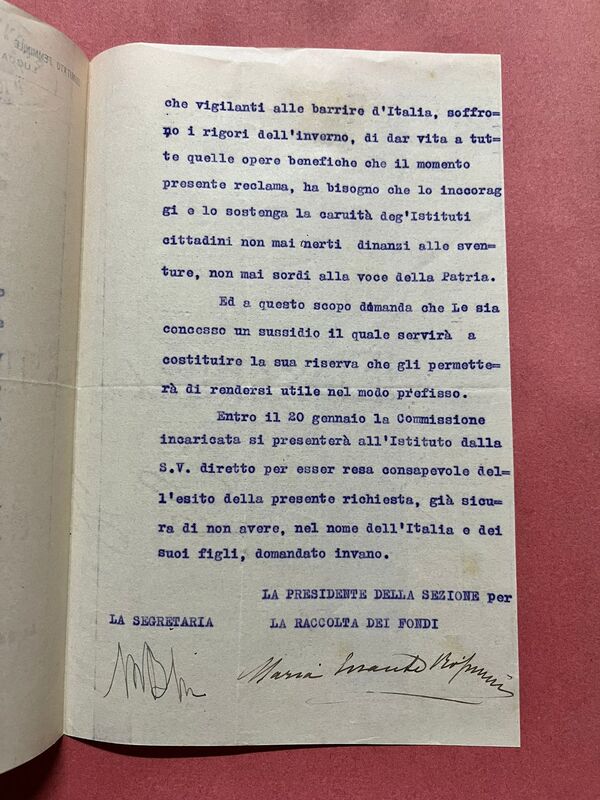 che vigilanti alle barrire d'Italia, soffro=
no i rigori dell'inverno, di dar vita a tut=
te quelle opere benefiche che il momento
presente reclama, ha bisogno che lo inccorag
gi e lo sostenga la caruità deg'Istituti
cittadini non mai nerti dinanzi alle sven=
ture, non mai sordi alla voce della Patria.
Ed a questo scopo domanda che Le sia
concesso un sussidio il quale servirà a
costituire la sua riserva che gli permette=
rà di rendersi utile nel modo prefisso.
Entro il 20 gennaio la Commissione
incaricata si presenterà all'Istituto dalla
S.V. diretto per esser resa consapevole del=
l'esito della presente richiesta, già sicu=
ra di non avere, nel nome dell'Italia e dei
suoi figli, domandato invano.
LA PRESIDENTE DELLA SEZIONE per
LA SEGRETARIA LA RACCOLTA DEI FONDI
Maria